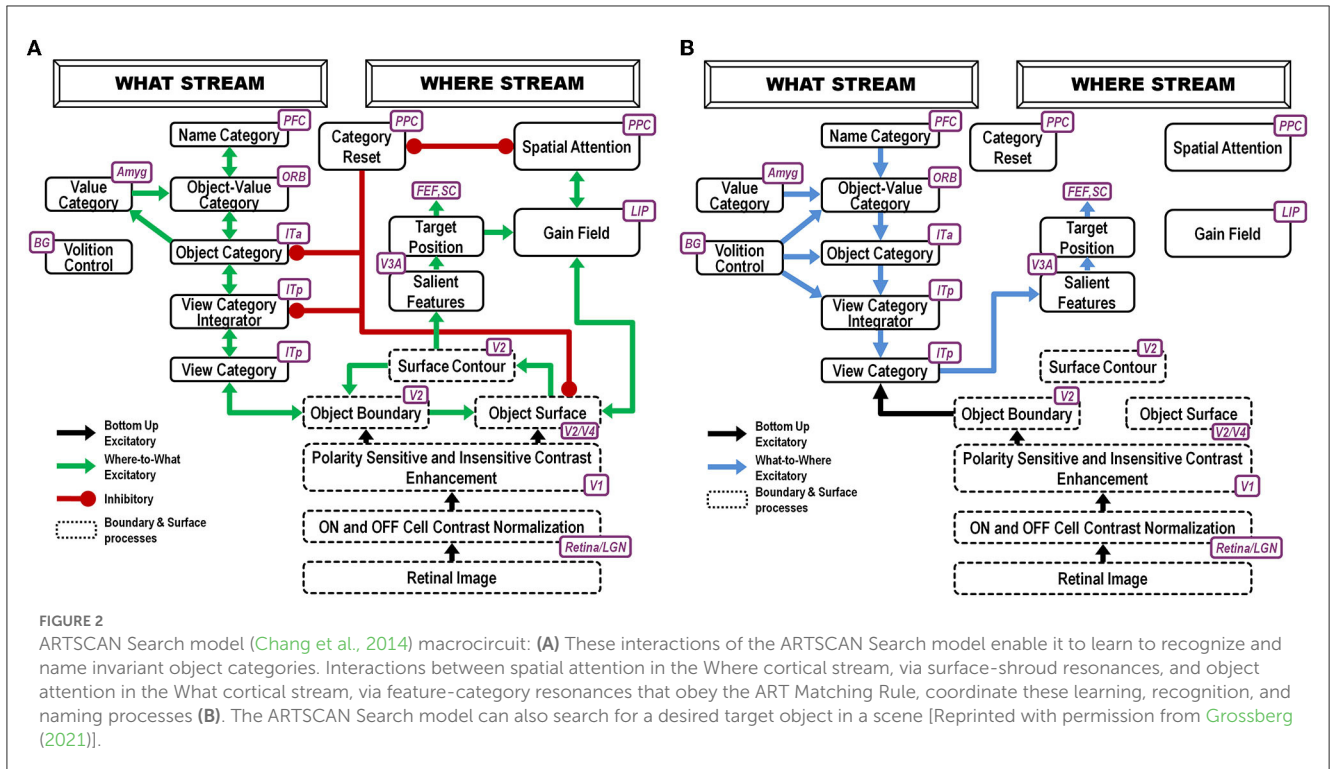 A
WHAT STREAM
WHERE STREAM
PFC
Name Category
PPC
Category
Reset
PPC
Spatial Attention
Amyg
Value
Category
ORB
Object-Value
Category
FEF,SC
Target
Position
LIP
Gain Field
BG
Volition
Control
ITa
Object Category
V3A
Salient
Features
ITp
View Category
Integrator
ITp
View Category
V2
Surface Contour
V2
Object Boundary
Object Surface
V2/V4
Polarity Sensitive and Insensitive Contrast
Enhancement
V1
ON and OFF Cell Contrast Normalization
Retina/LGN
Retinal Image
Bottom Up
Excitatory
Where-to-What
Excitatory
Inhibitory
Boundary & Surface
processes
B
WHAT STREAM
WHERE STREAM
PFC
Name Category
PPC
Category
Reset
PPC
Spatial Attention
Amyg
Value
Category
ORB
Object-Value
Category
FEF,SC
Target
Position
LIP
Gain Field
BG
Volition
Control
ITa
Object Category
V3A
Salient
Features
ITp
View Category
Integrator
ITp
View Category
V2
Surface Contour
V2
Object Boundary
Object Surface
V2/V4
Polarity Sensitive and Insensitive Contrast
Enhancement
V1
ON and OFF Cell Contrast Normalization
Retina/LGN
Retinal Image
Bottom Up
Excitatory
What-to-Where
Excitatory
Boundary & Surface
processes
FIGURE 2
ARTSCAN Search model (Chang et al., 2014) macrocircuit: (A) These interactions of the ARTSCAN Search model enable it to learn to recognize and
name invariant object categories. Interactions between spatial attention in the Where cortical stream, via surface-shroud resonances, and object
attention in the What cortical stream, via feature-category resonances that obey the ART Matching Rule, coordinate these learning, recognition, and
naming processes (B). The ARTSCAN Search model can also search for a desired target object in a scene [Reprinted with permission from Grossberg
(2021)].